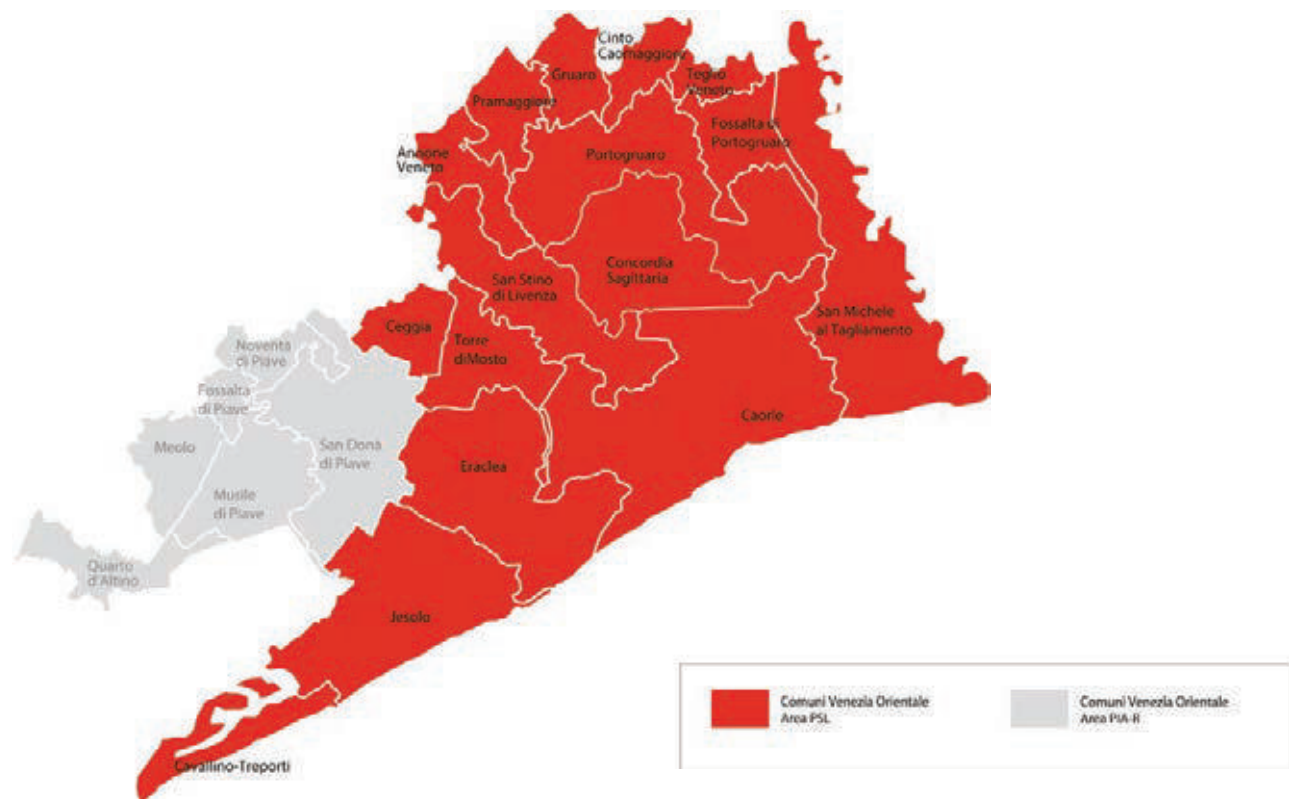 Cinto
Caomaggiore
Gruaro
Teglio
Veneto
Pramaggiore
Fossalta di
Portogruaro
Annone
Veneto
Portogruaro
Concordia
Sagittaria
San Stino
di Livenza
San Michele
al Tagliamento
Ceggia
Torre
diMosto
Noventa
di Piave
Fossalta
di Piave
Caorle
Meolo
San Donà
di Piave
Eraclea
Musile
di Piave
Quarto
d'Altino
Jesolo
Cavallino-Treporti
Comuni Venezia Orientale
Area PSL
Comuni Venezia Orientale
Area PIA-R